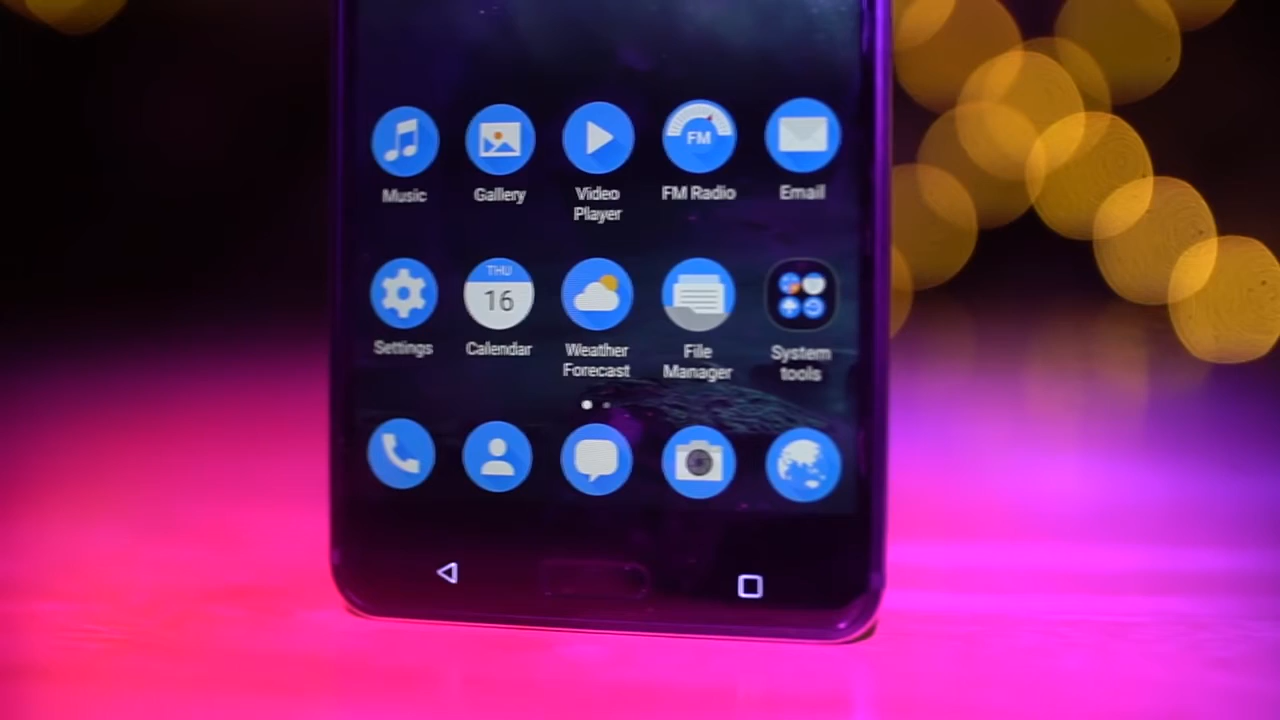 Music
Gallery
Video
Player
FM
FM Radio
Email
Settings
THU
16
Calendar
Weather
Forecast
File
Manager
System
tools